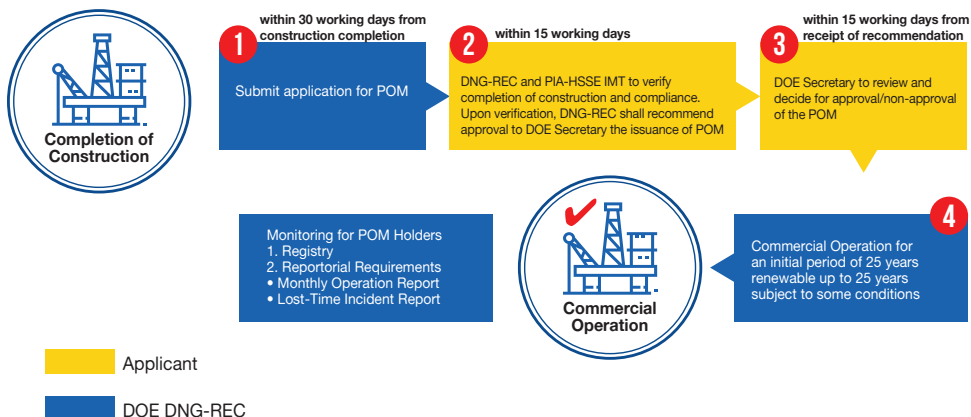 Completion of
Construction
1
within 30 working days from
construction completion
Submit application for POM
2
within 15 working days
DNG-REC and PIA-HSSE IMT to verify
completion of construction and compliance.
Upon verification, DNG-REC shall recommend
approval to DOE Secretary the issuance of POM
3
within 15 working days from
receipt of recommendation
DOE Secretary to review and
decide for approval/non-approval
of the POM
4
Commercial Operation for
an initial period of 25 years
renewable up to 25 years
subject to some conditions
Commercial
Operation
Monitoring for POM Holders
1. Registry
2. Reportorial Requirements
• Monthly Operation Report
• Lost-Time Incident Report
Applicant
DOE DNG-REC